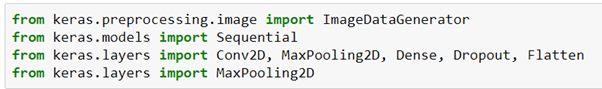 from keras.preprocessing.image import ImageDataGenerator
from keras.models import Sequential
from keras.layers import Conv2D, MaxPooling2D, Dense, Dropout, Flatten
from keras.layers import MaxPooling2D